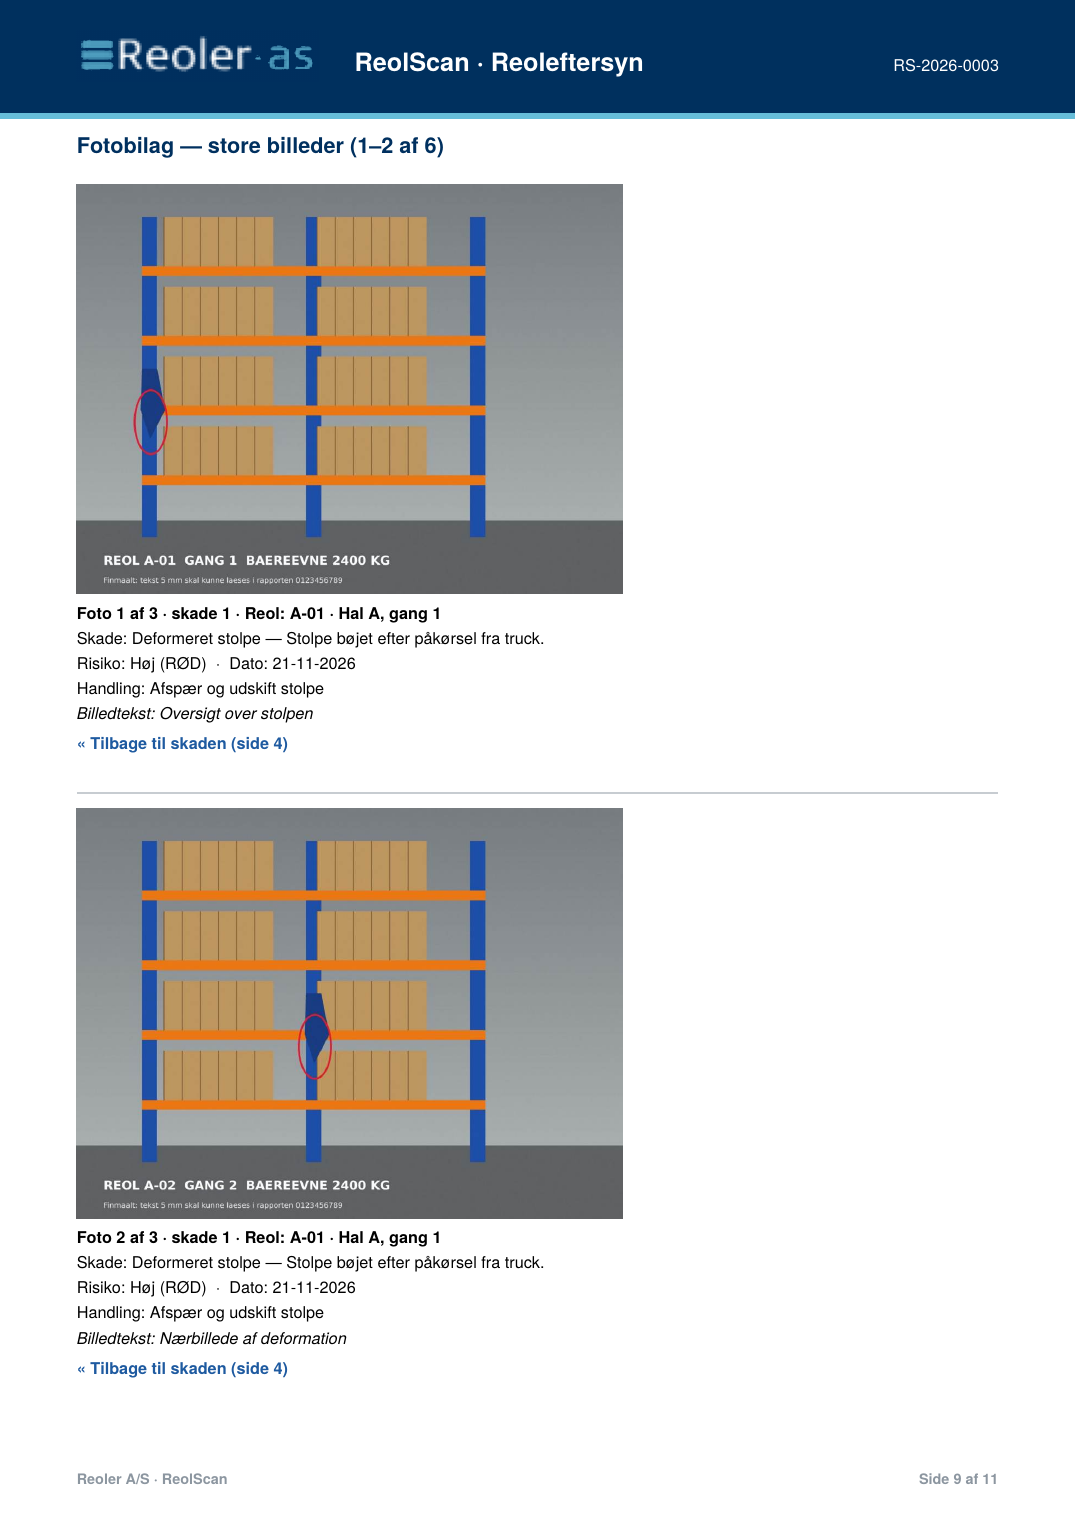 Reoler·as
ReolScan · Reoleftersyn
RS-2026-0003
Fotobilag — store billeder (1–2 af 6)
REOL A-01 GANG 1 BAEREEVNE 2400 KG
Finmaalt: tekst 5 mm skal kunne laeses i rapporten 0123456789
Foto 1 af 3 · skade 1 · Reol: A-01 · Hal A, gang 1
Skade: Deformeret stolpe — Stolpe bøjet efter påkørsel fra truck.
Risiko: Høj (RØD) · Dato: 21-11-2026
Handling: Afspær og udskift stolpe
Billedtekst: Oversigt over stolpen
« Tilbage til skaden (side 4)
REOL A-02 GANG 2 BAEREEVNE 2400 KG
Finmaalt: tekst 5 mm skal kunne laeses i rapporten 0123456789
Foto 2 af 3 · skade 1 · Reol: A-01 · Hal A, gang 1
Skade: Deformeret stolpe — Stolpe bøjet efter påkørsel fra truck.
Risiko: Høj (RØD) · Dato: 21-11-2026
Handling: Afspær og udskift stolpe
Billedtekst: Nærbillede af deformation
« Tilbage til skaden (side 4)
Reoler A/S · ReolScan
Side 9 af 11